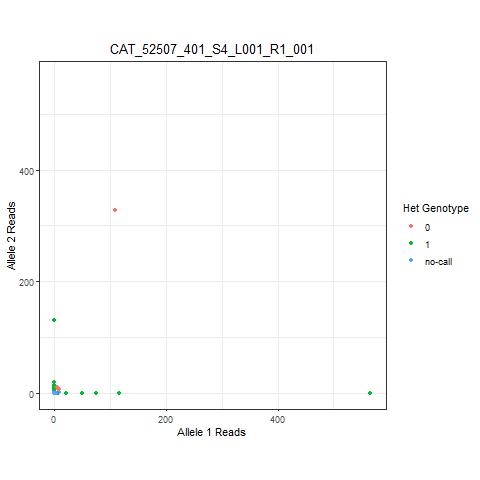 CAT_52507_401_S4_L001_R1_001
Allele 2 Reads
400
200
0
0
200
400
Allele 1 Reads
Het Genotype
0
1
no-call